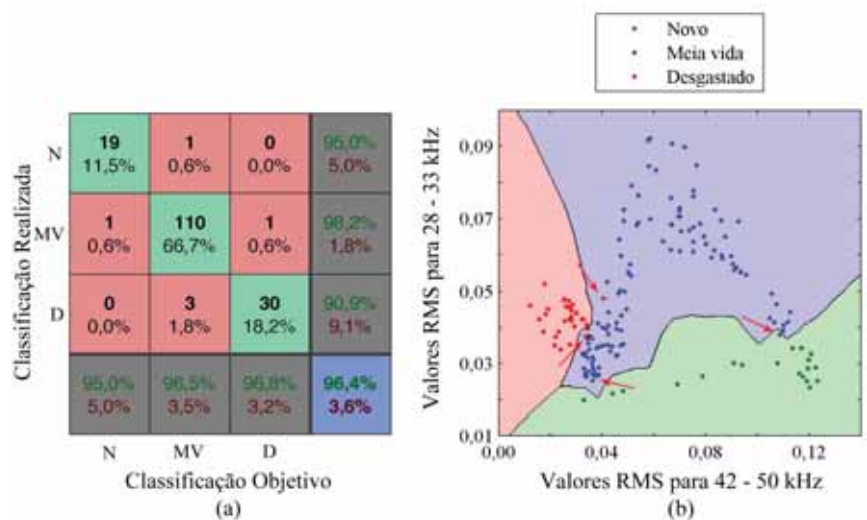 Novo
Meia vida
Desgastado
Classificação Realizada
N
19
11,5%
1
0,6%
0
0,0%
95,0%
5,0%
MV
1
0,6%
110
66,7%
1
0,6%
98,2%
1,8%
D
0
0,0%
3
1,8%
30
18,2%
90,9%
9,1%
95,0%
5,0%
96,5%
3,5%
96,8%
3,2%
96,4%
3,6%
N
MV
D
Classificação Objetivo
(a)
Valores RMS para 28 - 33 kHz
0,09
0,07
0,05
0,03
0,01
0,00
0,04
0,08
0,12
Valores RMS para 42 - 50 kHz
(b)